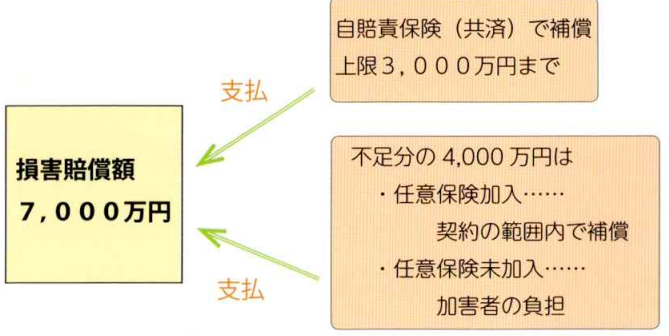 自賠責保険（共済）で補償
上限３，０００万円まで
支払
損害賠償額
７，０００万円
不足分の 4,000 万円は
・任意保険加入……
契約の範囲内で補償
・任意保険未加入……
加害者の負担
支払